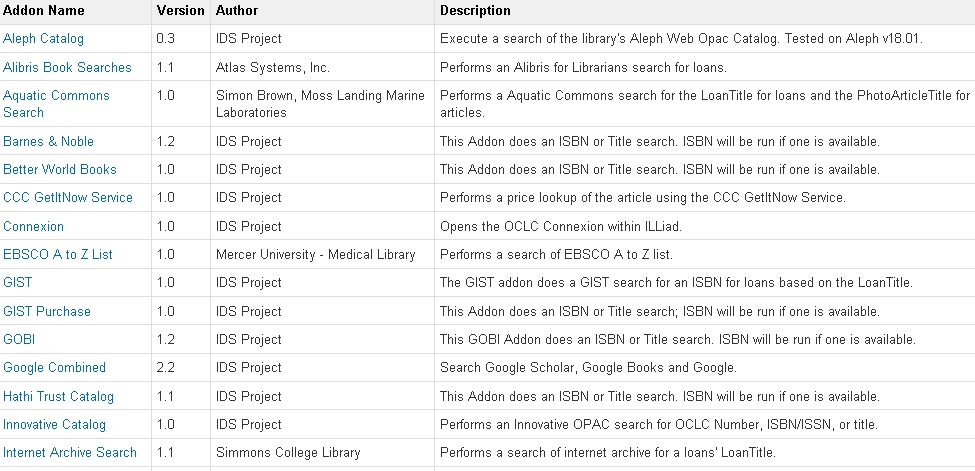 Addon Name Version Author Description
Aleph Catalog 0.3 IDS Project Execute a search of the library's Aleph Web Opac Catalog. Tested on Aleph v18.01.
Alibris Book Searches 1.1 Atlas Systems, Inc. Performs an Alibris for Librarians search for loans.
Aquatic Commons 1.0 Simon Brown, Moss Landing Marine Performs a Aquatic Commons search for the LoanTitle for loans and the PhotoArticleTitle for
Search Laboratories articles.
Barnes & Noble 1.2 IDS Project This Addon does an ISBN or Title search. ISBN will be run if one is available.
Better World Books 1.0 IDS Project This Addon does an ISBN or Title search. ISBN will be run if one is available.
CCC GetItNow Service 1.0 IDS Project Performs a price lookup of the article using the CCC GetItNow Service.
Connexion 1.0 IDS Project Opens the OCLC Connexion within ILLiad.
EBSCO A to Z List 1.0 Mercer University - Medical Library Performs a search of EBSCO A to Z list.
GIST 1.0 IDS Project The GIST addon does a GIST search for an ISBN for loans based on the LoanTitle.
GIST Purchase 1.0 IDS Project This Addon does an ISBN or Title search; ISBN will be run if one is available.
GOBI 1.2 IDS Project This GOBI Addon does an ISBN or Title search. ISBN will be run if one is available.
Google Combined 2.2 IDS Project Search Google Scholar, Google Books and Google.
Hathi Trust Catalog 1.1 IDS Project This Addon does an ISBN or Title search. ISBN will be run if one is available.
Innovative Catalog 1.0 IDS Project Performs an Innovative OPAC search for OCLC Number, ISBN/ISSN, or title.
Internet Archive Search 1.1 Simmons College Library Performs a search of internet archive for a loans' LoanTitle.